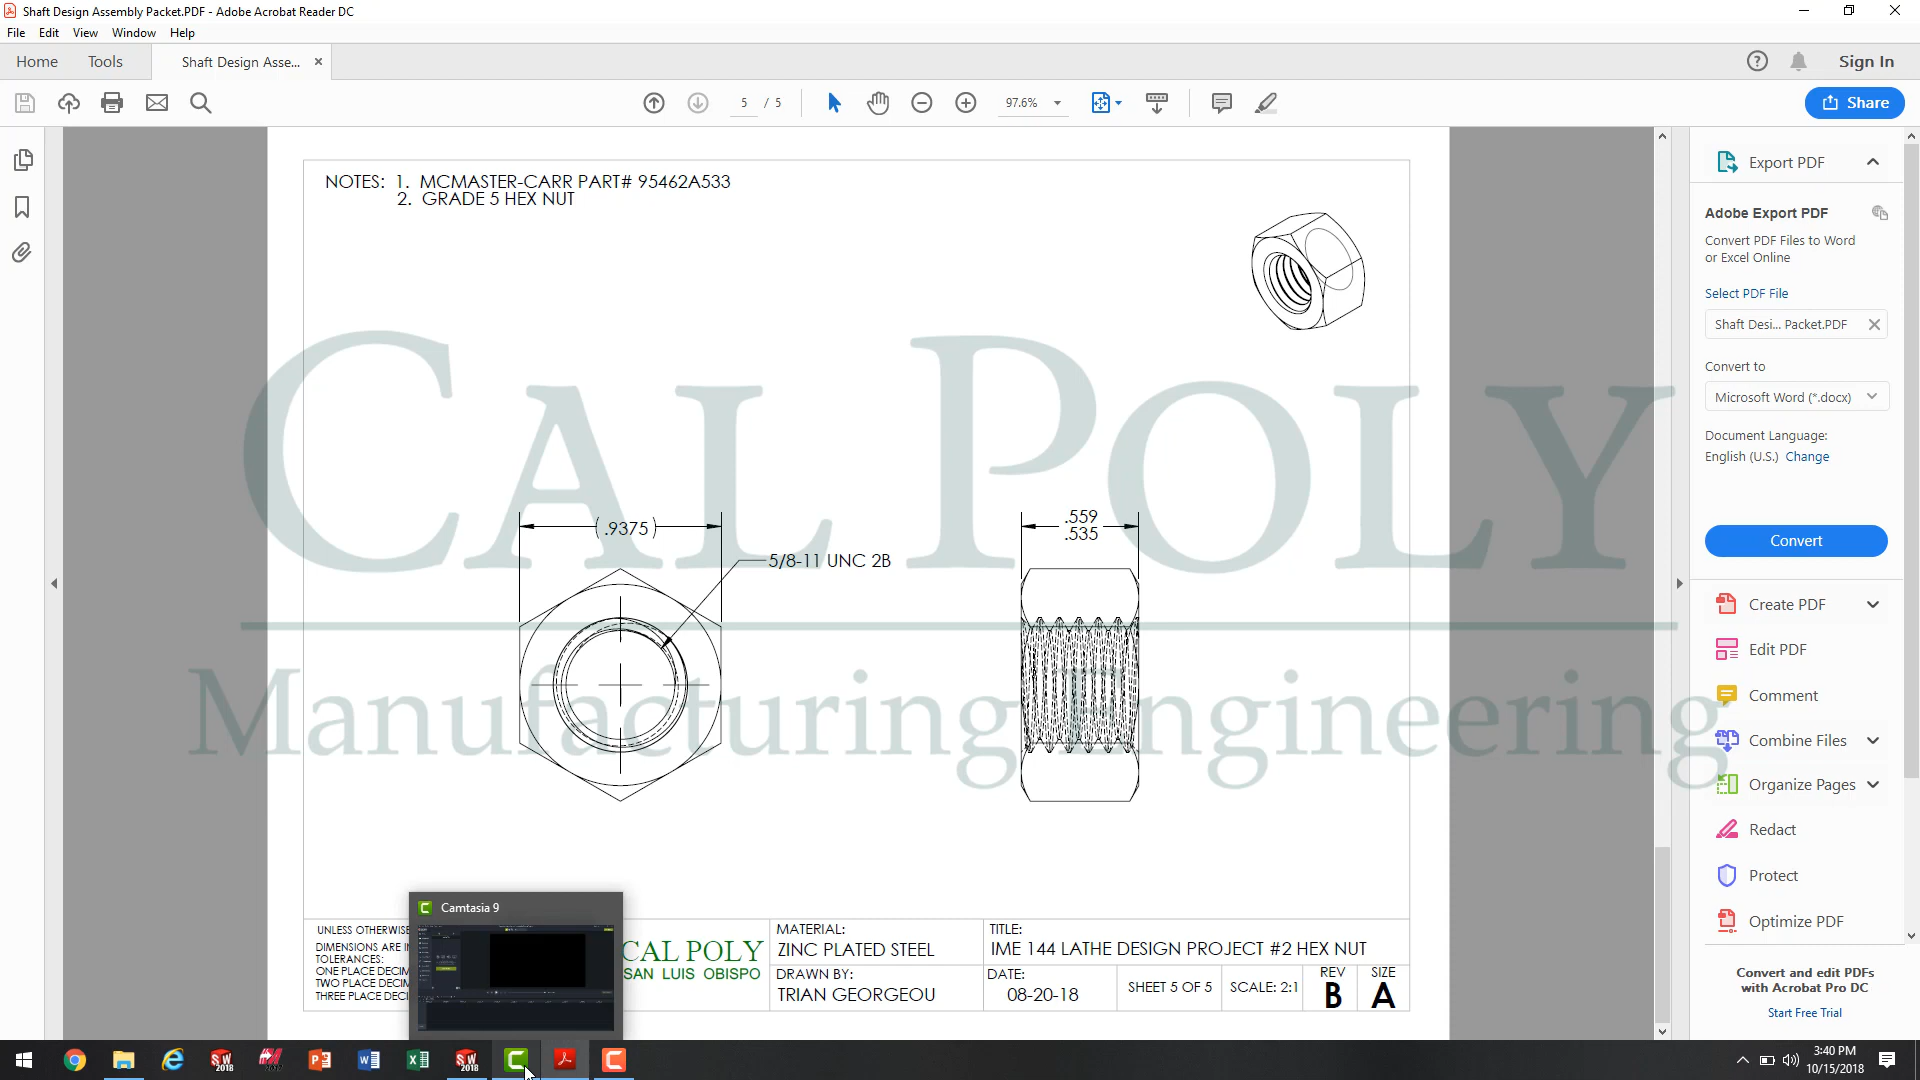 Shaft Design Assembly Packet.PDF - Adobe Acrobat Reader DC
File Edit View Window Help
Home Tools Shaft Design Asse... × Sign In
5 / 5 97.6% Share
NOTES: 1. MCMASTER-CARR PART# 95462A533
2. GRADE 5 HEX NUT
CAL POLY
Manufacturing Engineering
( .9375 )
5/8-11 UNC 2B
.559
.535
Camtasia 9
UNLESS OTHERWISE
DIMENSIONS ARE IN
TOLERANCES:
ONE PLACE DECIM
TWO PLACE DECIM
THREE PLACE DECI
CAL POLY
SAN LUIS OBISPO
MATERIAL:
ZINC PLATED STEEL
DRAWN BY:
TRIAN GEORGEOU
TITLE:
IME 144 LATHE DESIGN PROJECT #2 HEX NUT
DATE:
08-20-18
SHEET 5 OF 5
SCALE: 2:1
REV
B
SIZE
A
Export PDF
Adobe Export PDF
Convert PDF Files to Word
or Excel Online
Select PDF File
Shaft Desi... Packet.PDF
Convert to
Microsoft Word (*.docx)
Document Language:
English (U.S.) Change
Convert
Create PDF
Edit PDF
Comment
Combine Files
Organize Pages
Redact
Protect
Optimize PDF
Convert and edit PDFs
with Acrobat Pro DC
Start Free Trial
SW
2018
SW
2018
3:40 PM
10/15/2018